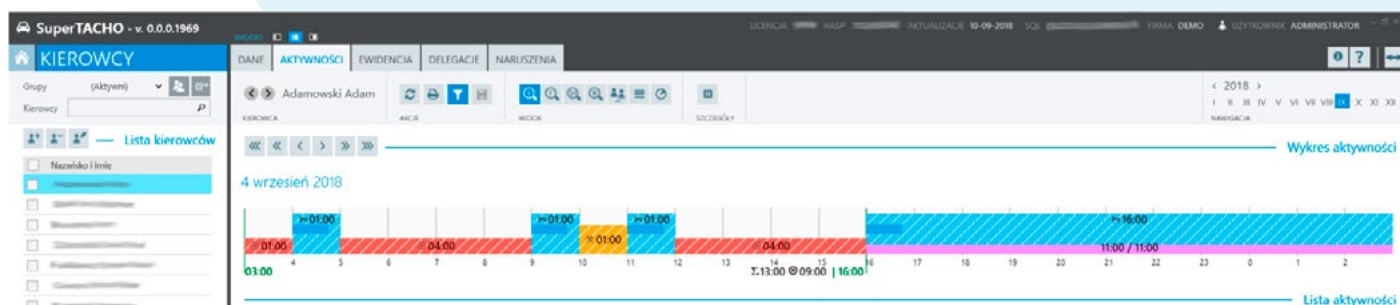 SuperTACHO - v. 0.0.0.1969
WIDOKI
LICENCJA HASP AKTUALIZACJE 10-09-2018 SQL FIRMA DEMO UŻYTKOWNIK ADMINISTRATOR
KIEROWCY
DANE AKTYWNOŚCI EWIDENCJA DELEGACJE NARUSZENIA
Grupy (Aktywni)
Kierowcy
Adamowski Adam
KIEROWCA AKCJE WIDOK SZCZEGÓŁY
< 2018 >
I II III IV V VI VII VIII IX X XI XII
NAWIGACJA
Lista kierowców
Nazwisko i Imię
Wykres aktywności
4 wrzesień 2018
01:00 01:00 01:00 16:00
01:00 04:00 01:00 04:00 11:00 / 11:00
4 5 6 7 8 9 10 11 12 13 14 15 16 17 18 19 20 21 22 23 0 1 2
03:00 Σ13:00 09:00 | 16:00
Lista aktywności